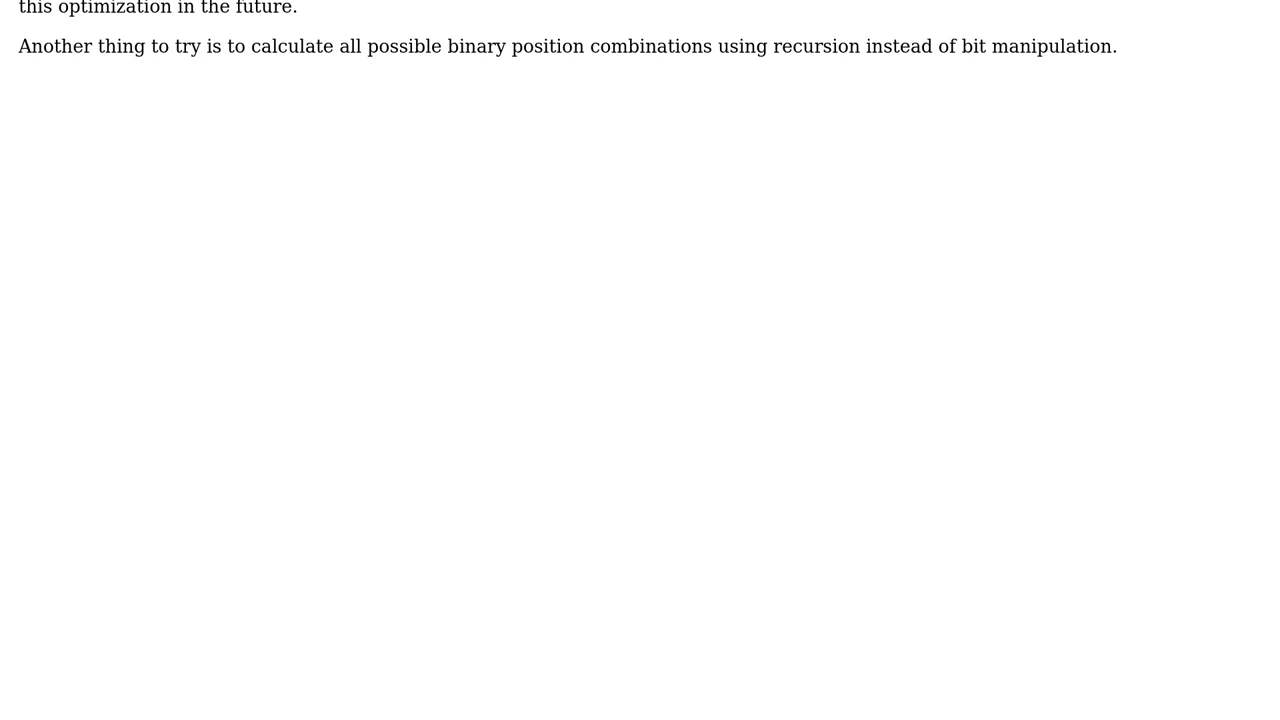 this optimization in the future.
Another thing to try is to calculate all possible binary position combinations using recursion instead of bit manipulation.